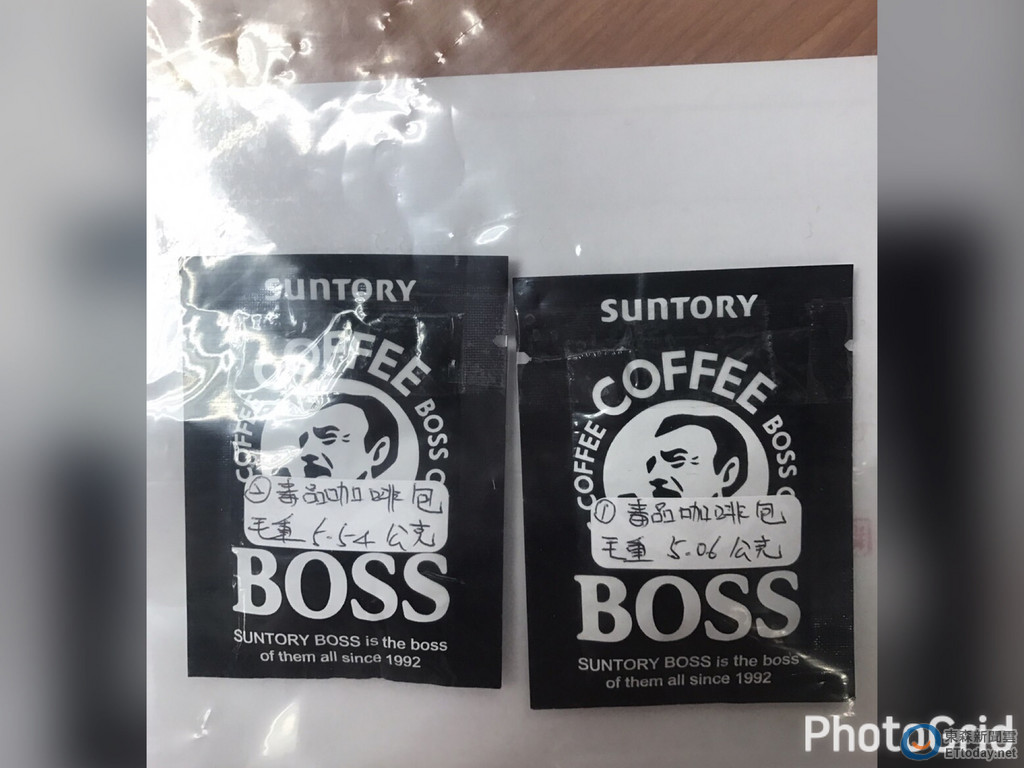 SUNTORY
COFFEE
COFFEE
BOSS
② 毒品咖啡包
毛重 5.54 公克
BOSS
SUNTORY BOSS is the boss
of them all since 1992
SUNTORY
COFFEE
COFFEE
BOSS
① 毒品咖啡包
毛重 5.06 公克
BOSS
SUNTORY BOSS is the boss
of them all since 1992
PhotoGrid
東森新聞雲
ETtoday.net